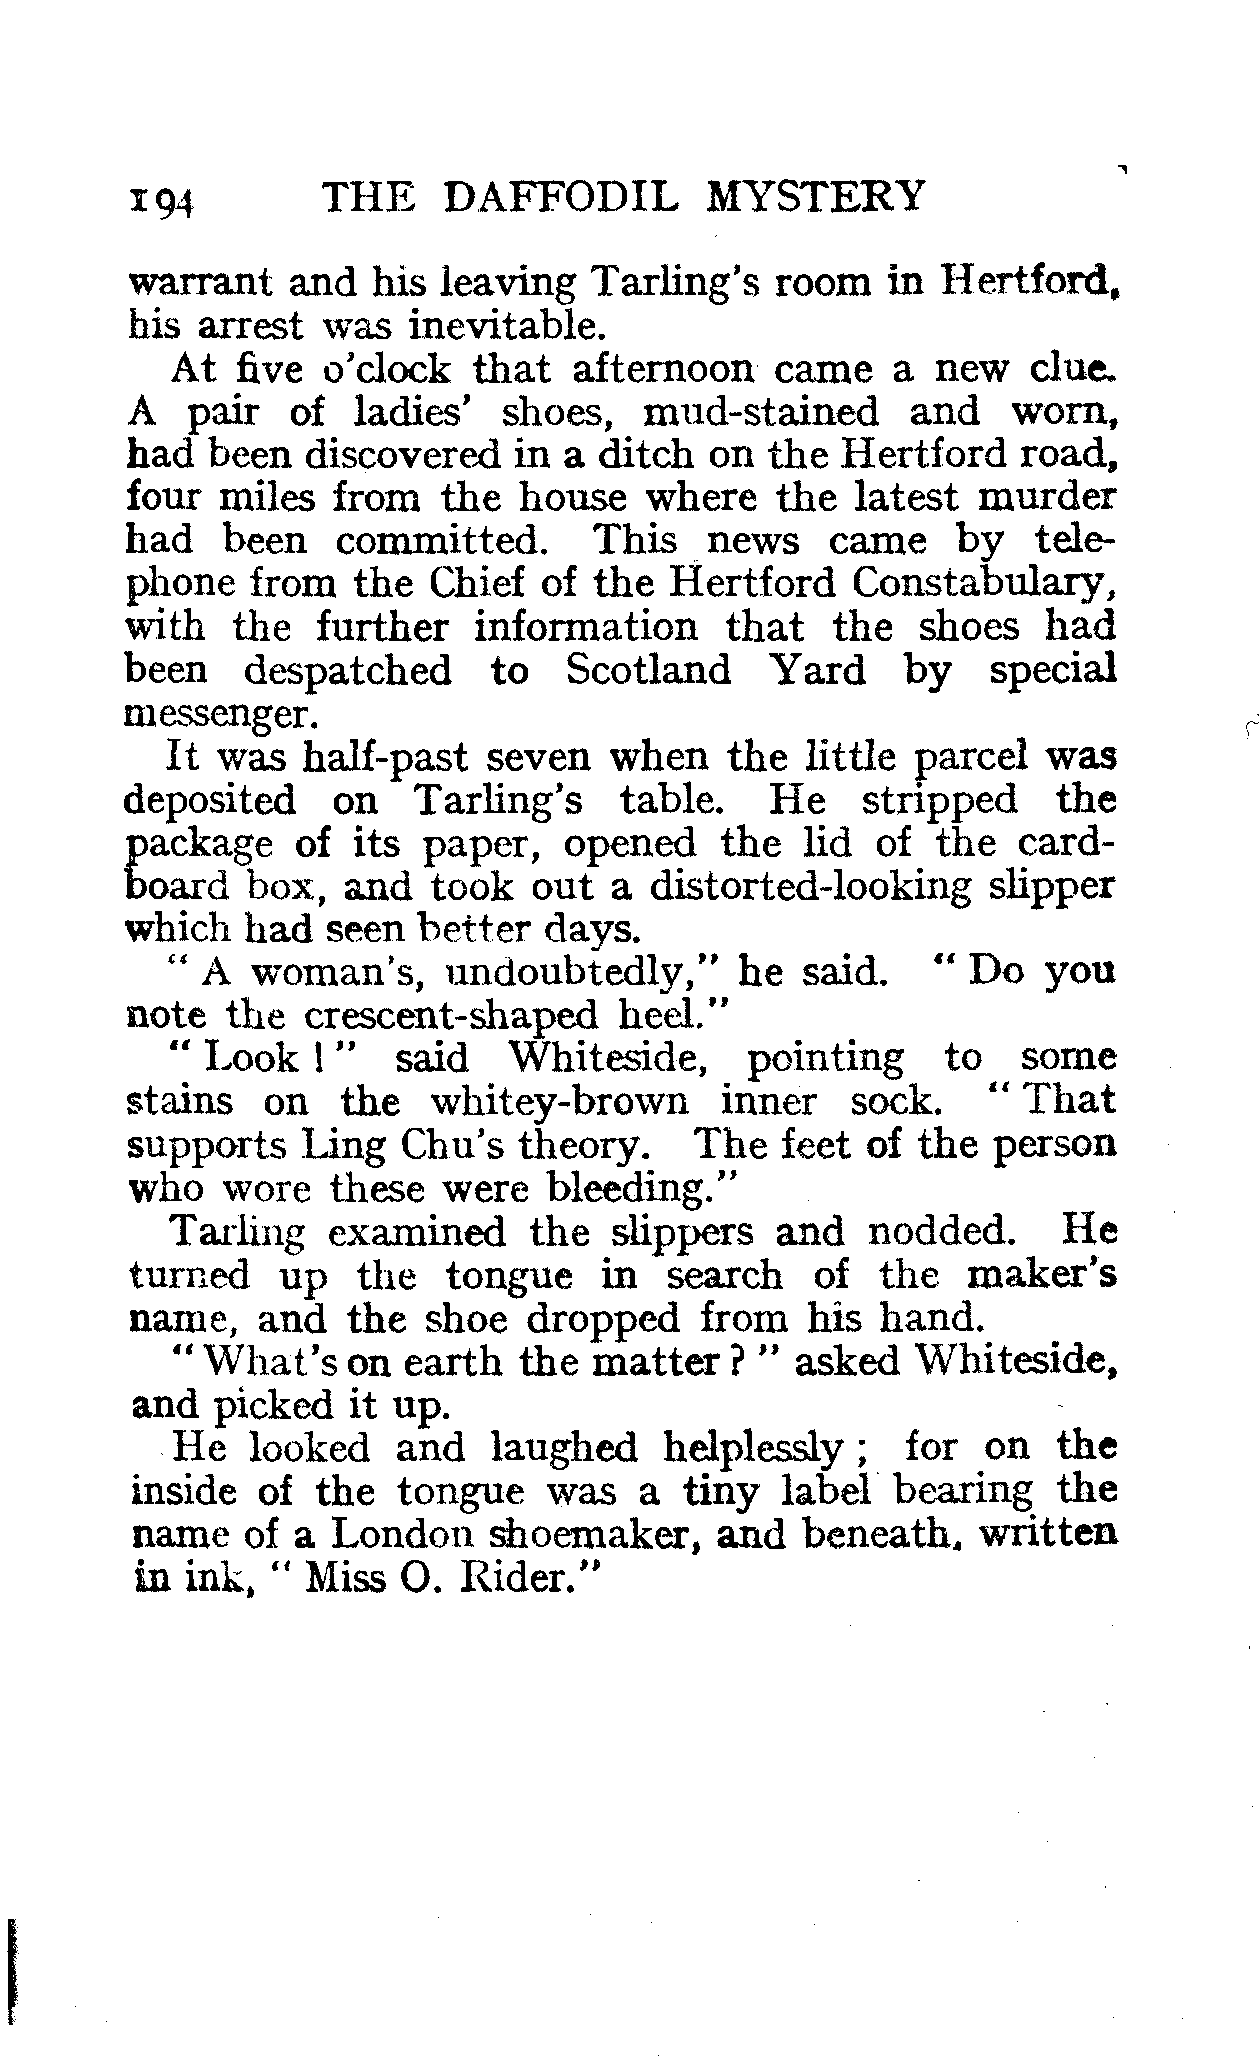 194 THE DAFFODIL MYSTERY
warrant and his leaving Tarling's room in Hertford,
his arrest was inevitable.
At five o'clock that afternoon came a new clue.
A pair of ladies' shoes, mud-stained and worn,
had been discovered in a ditch on the Hertford road,
four miles from the house where the latest murder
had been committed. This news came by tele-
phone from the Chief of the Hertford Constabulary,
with the further information that the shoes had
been despatched to Scotland Yard by special
messenger.
It was half-past seven when the little parcel was
deposited on Tarling's table. He stripped the
package of its paper, opened the lid of the card-
board box, and took out a distorted-looking slipper
which had seen better days.
" A woman's, undoubtedly," he said. " Do you
note the crescent-shaped heel."
" Look ! " said Whiteside, pointing to some
stains on the whitey-brown inner sock. " That
supports Ling Chu's theory. The feet of the person
who wore these were bleeding."
Tarling examined the slippers and nodded. He
turned up the tongue in search of the maker's
name, and the shoe dropped from his hand.
" What's on earth the matter ? " asked Whiteside,
and picked it up.
He looked and laughed helplessly ; for on the
inside of the tongue was a tiny label bearing the
name of a London shoemaker, and beneath, written
in ink, " Miss O. Rider."